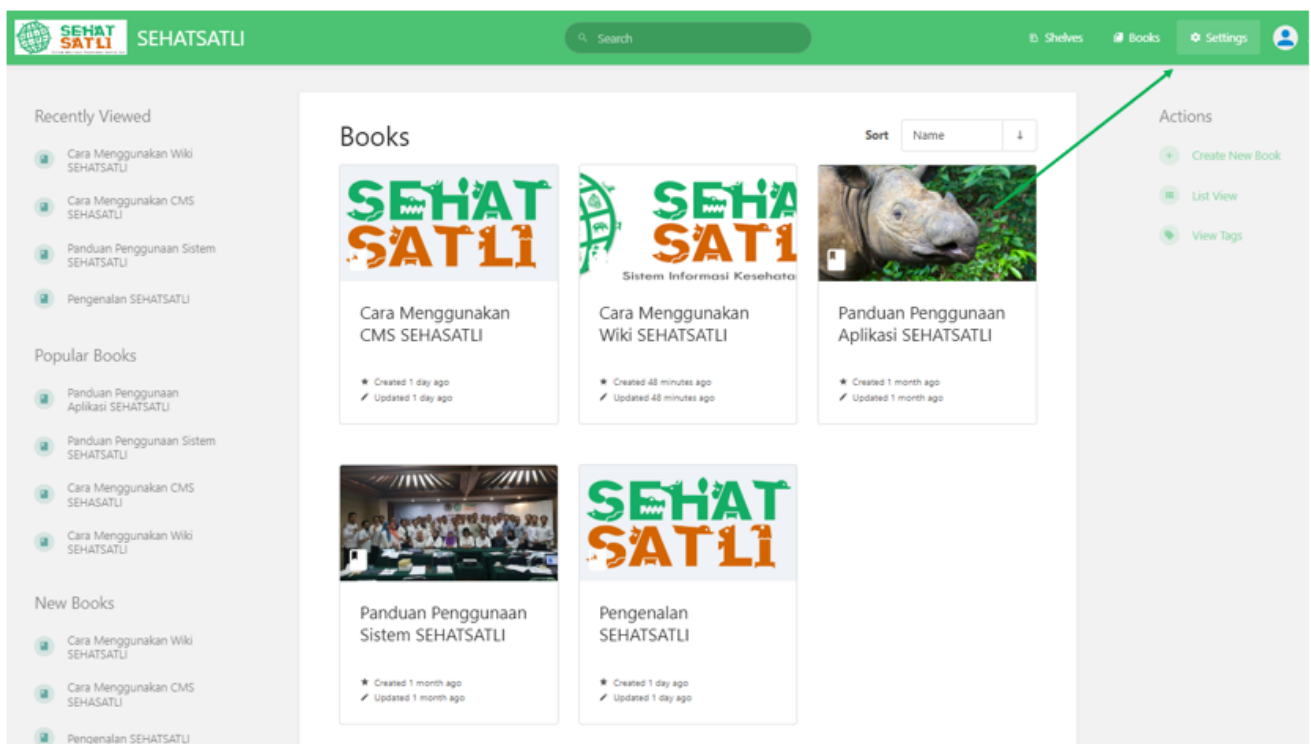 SEHAT
SATLI
SEHATSATLI
Search
Shelves
Books
Settings
Recently Viewed
Cara Menggunakan Wiki
SEHATSATLI
Cara Menggunakan CMS
SEHASATLI
Panduan Penggunaan Sistem
SEHATSATLI
Pengenalan SEHATSATLI
Popular Books
Panduan Penggunaan
Aplikasi SEHATSATLI
Panduan Penggunaan Sistem
SEHATSATLI
Cara Menggunakan CMS
SEHASATLI
Cara Menggunakan Wiki
SEHATSATLI
New Books
Cara Menggunakan Wiki
SEHATSATLI
Cara Menggunakan CMS
SEHASATLI
Pengenalan SEHATSATLI
Books
Sort
Name
SEHAT
SATLI
Cara Menggunakan
CMS SEHASATLI
Created 1 day ago
Updated 1 day ago
SEHA
SATL
Sistem Informasi Kesehata
Cara Menggunakan
Wiki SEHATSATLI
Created 48 minutes ago
Updated 48 minutes ago
Panduan Penggunaan
Aplikasi SEHATSATLI
Created 1 month ago
Updated 1 month ago
Panduan Penggunaan
Sistem SEHATSATLI
Created 1 month ago
Updated 1 month ago
SEHAT
SATLI
Pengenalan
SEHATSATLI
Created 1 day ago
Updated 1 day ago
Actions
Create New Book
List View
View Tags